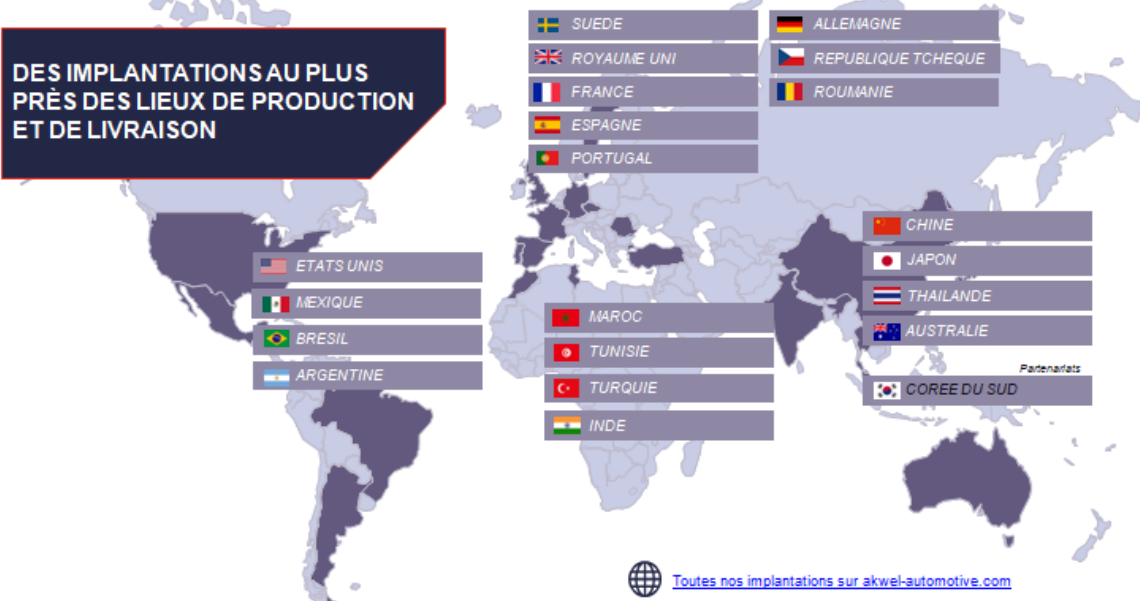 DES IMPLANTATIONS AU PLUS
PRÈS DES LIEUX DE PRODUCTION
ET DE LIVRAISON
SUEDE
ROYAUME UNI
FRANCE
ESPAGNE
PORTUGAL
ALLEMAGNE
REPUBLIQUE TCHEQUE
ROUMANIE
ETATS UNIS
MEXIQUE
BRESIL
ARGENTINE
MAROC
TUNISIE
TURQUIE
INDE
CHINE
JAPON
THAILANDE
AUSTRALIE
Partenariats
COREE DU SUD
Toutes nos implantations sur akwel-automotive.com